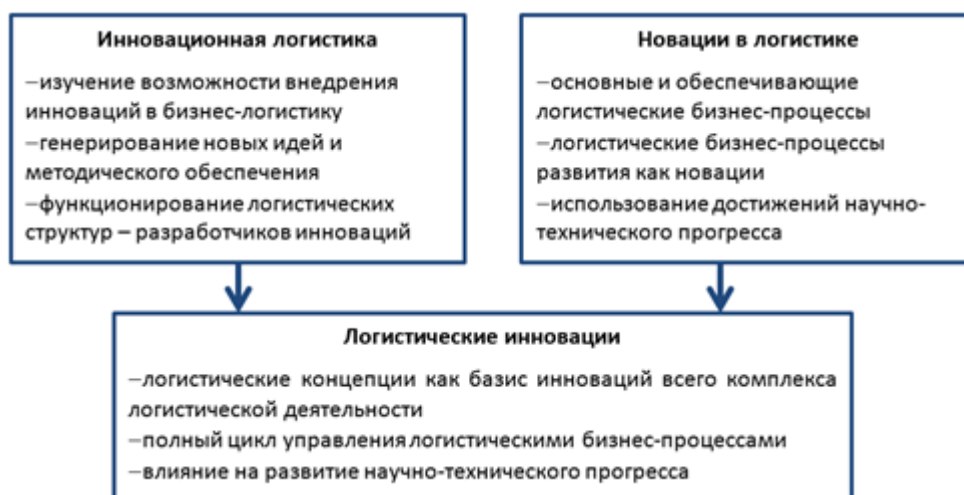 Инновационная логистика
–изучение возможности внедрения
инноваций в бизнес-логистику
–генерирование новых идей и
методического обеспечения
–функционирование логистических
структур – разработчиков инноваций
Новации в логистике
–основные и обеспечивающие
логистические бизнес-процессы
–логистические бизнес-процессы
развития как новации
–использование достижений научно-
технического прогресса
Логистические инновации
–логистические концепции как базис инноваций всего комплекса
логистической деятельности
–полный цикл управления логистическими бизнес-процессами
–влияние на развитие научно-технического прогресса